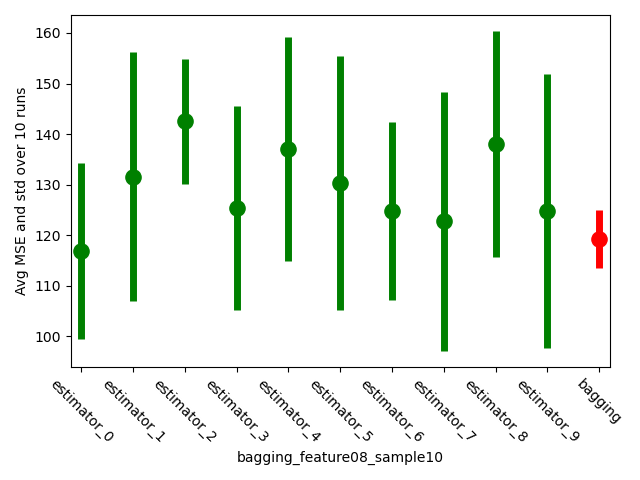 Avg MSE and std over 10 runs
160
150
140
130
120
110
100
estimator_0
estimator_1
estimator_2
estimator_3
estimator_4
estimator_5
estimator_6
estimator_7
estimator_8
estimator_9
bagging
bagging_feature08_sample10